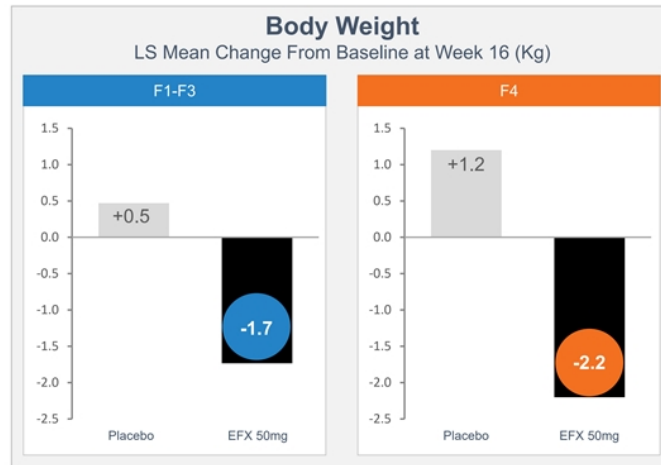 Body Weight
LS Mean Change From Baseline at Week 16 (Kg)
F1-F3
1.5
1.0
0.5
0.0
-0.5
-1.0
-1.5
-2.0
-2.5
+0.5
-1.7
Placebo
EFX 50mg
F4
1.5
1.0
0.5
0.0
-0.5
-1.0
-1.5
-2.0
-2.5
+1.2
-2.2
Placebo
EFX 50mg